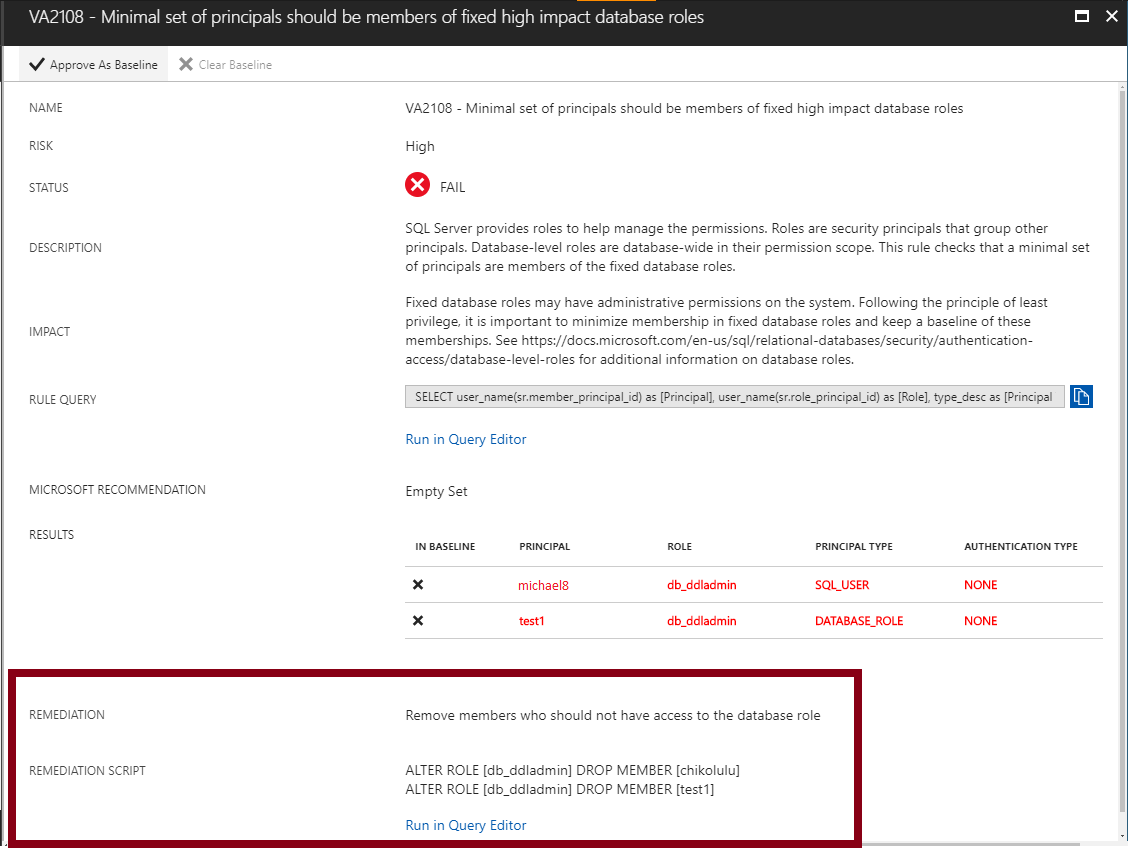 VA2108 - Minimal set of principals should be members of fixed high impact database roles
Approve As Baseline
Clear Baseline
NAME
VA2108 - Minimal set of principals should be members of fixed high impact database roles
RISK
High
STATUS
FAIL
DESCRIPTION
SQL Server provides roles to help manage the permissions. Roles are security principals that group other
principals. Database-level roles are database-wide in their permission scope. This rule checks that a minimal set
of principals are members of the fixed database roles.
IMPACT
Fixed database roles may have administrative permissions on the system. Following the principle of least
privilege, it is important to minimize membership in fixed database roles and keep a baseline of these
memberships. See https://docs.microsoft.com/en-us/sql/relational-databases/security/authentication-
access/database-level-roles for additional information on database roles.
RULE QUERY
SELECT user_name(sr.member_principal_id) as [Principal], user_name(sr.role_principal_id) as [Role], type_desc as [Principal
Run in Query Editor
MICROSOFT RECOMMENDATION
Empty Set
RESULTS
IN BASELINE PRINCIPAL ROLE PRINCIPAL TYPE AUTHENTICATION TYPE
michael8 db_ddladmin SQL_USER NONE
test1 db_ddladmin DATABASE_ROLE NONE
REMEDIATION
Remove members who should not have access to the database role
REMEDIATION SCRIPT
ALTER ROLE [db_ddladmin] DROP MEMBER [chikolulu]
ALTER ROLE [db_ddladmin] DROP MEMBER [test1]
Run in Query Editor